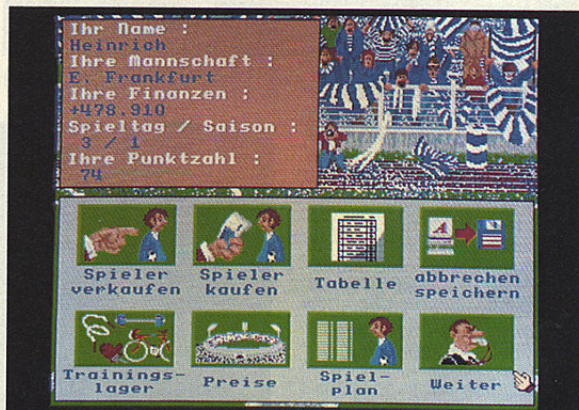 Ihr Name :
Heinrich
Ihre Mannschaft :
E. Frankfurt
Ihre Finanzen :
+478.910
Spieltag / Saison :
3 / 1
Ihre Punktzahl :
74
Spieler
verkaufen
Spieler
kaufen
Tabelle
abbrechen
speichern
Trainings-
lager
Preise
Spiel-
plan
Weiter